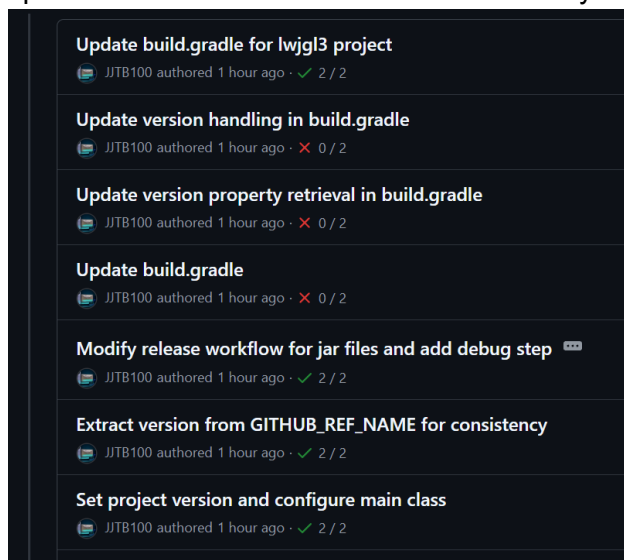 Update build.gradle for lwjgl3 project
JJTB100 authored 1 hour ago · ✓ 2 / 2
Update version handling in build.gradle
JJTB100 authored 1 hour ago · ✕ 0 / 2
Update version property retrieval in build.gradle
JJTB100 authored 1 hour ago · ✕ 0 / 2
Update build.gradle
JJTB100 authored 1 hour ago · ✕ 0 / 2
Modify release workflow for jar files and add debug step
JJTB100 authored 1 hour ago · ✓ 2 / 2
Extract version from GITHUB_REF_NAME for consistency
JJTB100 authored 1 hour ago · ✓ 2 / 2
Set project version and configure main class
JJTB100 authored 1 hour ago · ✓ 2 / 2